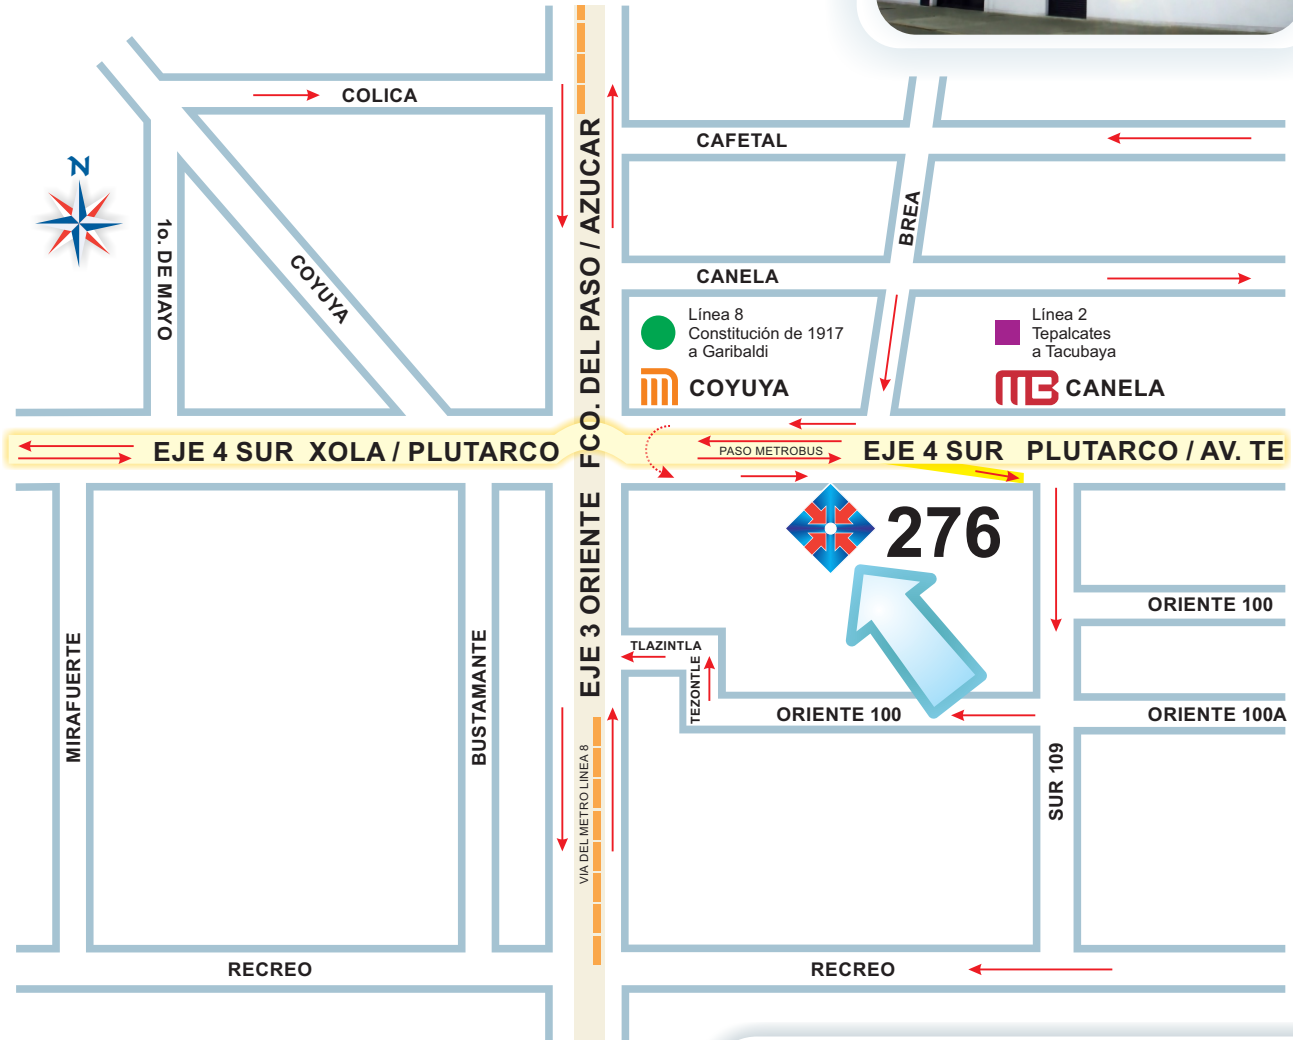 COLICA
CAFETAL
N
BREA
1o. DE MAYO
COYUYA
CANELA
Línea 8
Constitución de 1917
a Garibaldi
COYUYA
Línea 2
Tepalcates
a Tacubaya
MB CANELA
EJE 3 ORIENTE FCO. DEL PASO / AZUCAR
EJE 4 SUR XOLA / PLUTARCO
PASO METROBUS
EJE 4 SUR PLUTARCO / AV. TE
276
ORIENTE 100
MIRAFUERTE
BUSTAMANTE
TLAZINTLA
TEZONTLE
ORIENTE 100
ORIENTE 100A
VIA DEL METRO LINEA 8
SUR 109
RECREO
RECREO